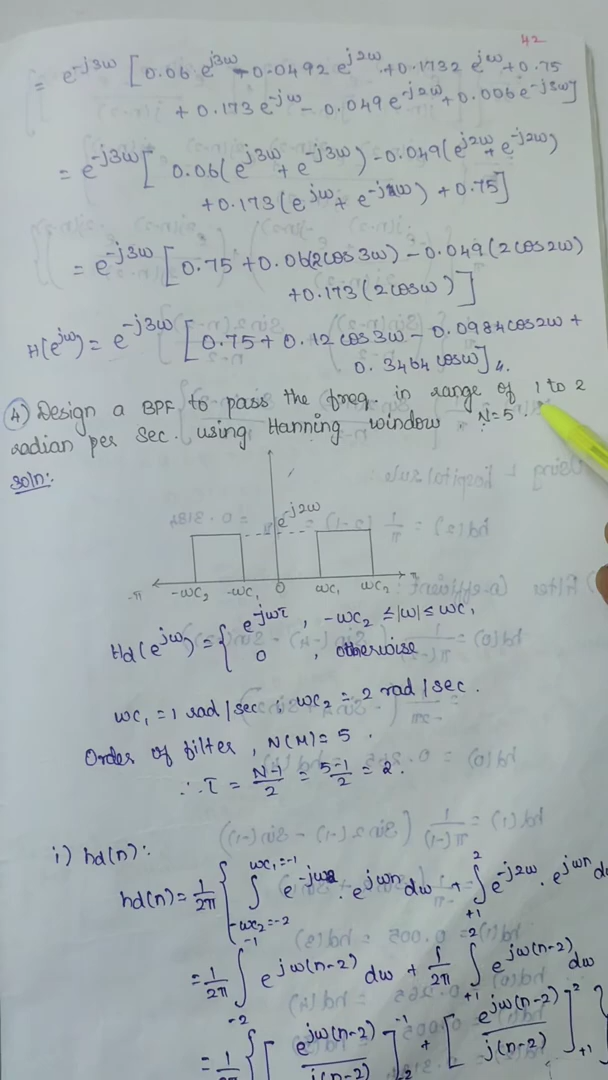 42
= e^-j3ω [ 0.06 e^j3ω - 0.0492 e^j2ω + 0.1732 e^jω + 0.75
+ 0.173 e^-jω - 0.049 e^-j2ω + 0.006 e^-j3ω ]
= e^-j3ω [ 0.06 ( e^j3ω + e^-j3ω ) - 0.049 ( e^j2ω + e^-j2ω )
+ 0.173 ( e^jω + e^-jω ) + 0.75 ]
= e^-j3ω [ 0.75 + 0.06 (2 cos 3ω) - 0.049 (2 cos 2ω)
+ 0.173 (2 cos ω) ]
H(e^jω) = e^-j3ω [ 0.75 + 0.12 cos 3ω - 0.0984 cos 2ω +
0.3464 cos ω ]
④ Design a BPF to pass the freq. in range of 1 to 2
radian per sec. using Hanning window. N=5.
soln:
e^-j2ω
-π -ωc2 -ωc1 0 ωc1 ωc2 π
Hd(e^jω) = { e^-jωτ , -ωc2 ≤ |ω| ≤ ωc1
0 , otherwise
ωc1 = 1 rad/sec , ωc2 = 2 rad/sec.
Order of filter, N(M) = 5.
∴ τ = N-1/2 = 5-1/2 = 2.
i) hd(n):
hd(n) = 1/2π { ∫_-ωc2=-2^ωc1=-1 e^-jω2 . e^jωn dω + ∫_+1^2 e^-j2ω . e^jωn dω
= 1/2π ∫_-2^-1 e^jω(n-2) dω + 1/2π ∫_+1^2 e^jω(n-2) dω
= 1/2π { [ e^jω(n-2) / j(n-2) ]_-2^-1 + [ e^jω(n-2) / j(n-2) ]_+1^2 }